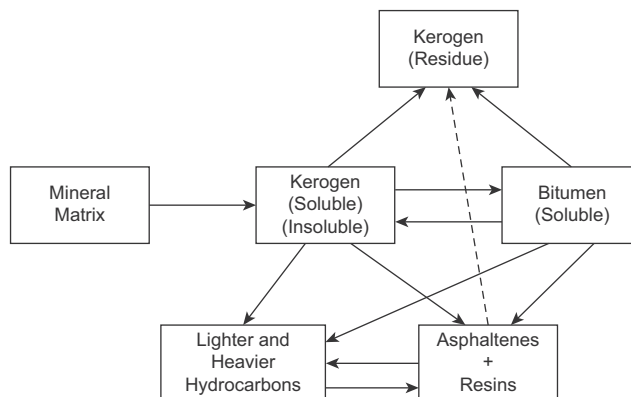 Kerogen
(Residue)
Mineral
Matrix
Kerogen
(Soluble)
(Insoluble)
Bitumen
(Soluble)
Lighter and
Heavier
Hydrocarbons
Asphaltenes
+
Resins